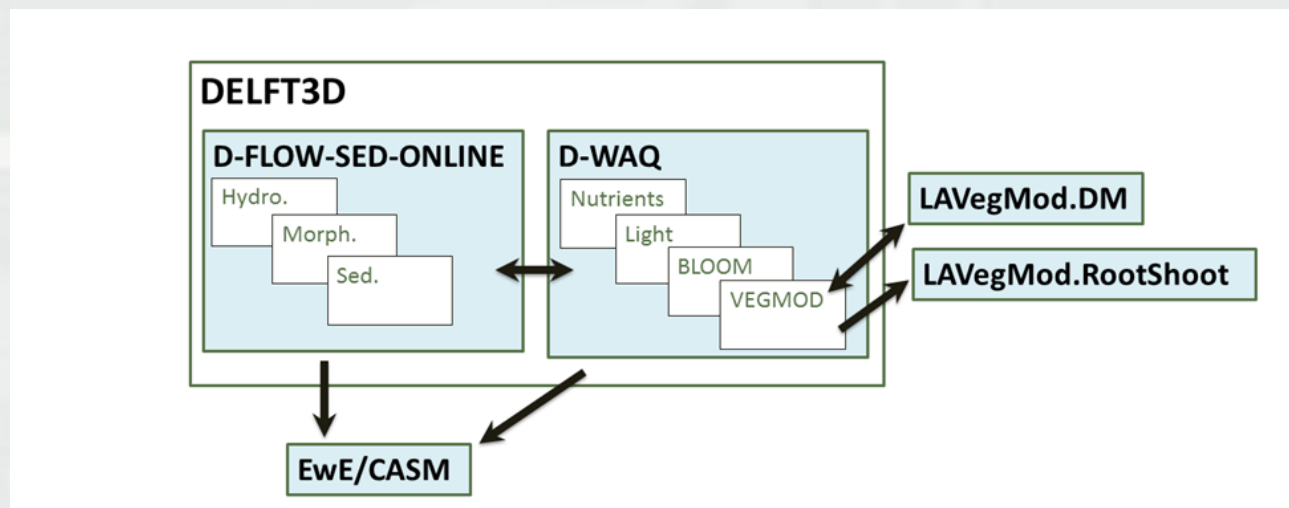 DELFT3D
D-FLOW-SED-ONLINE
Hydro.
Morph.
Sed.
D-WAQ
Nutrients
Light
BLOOM
VEGMOD
LAVegMod.DM
LAVegMod.RootShoot
EwE/CASM